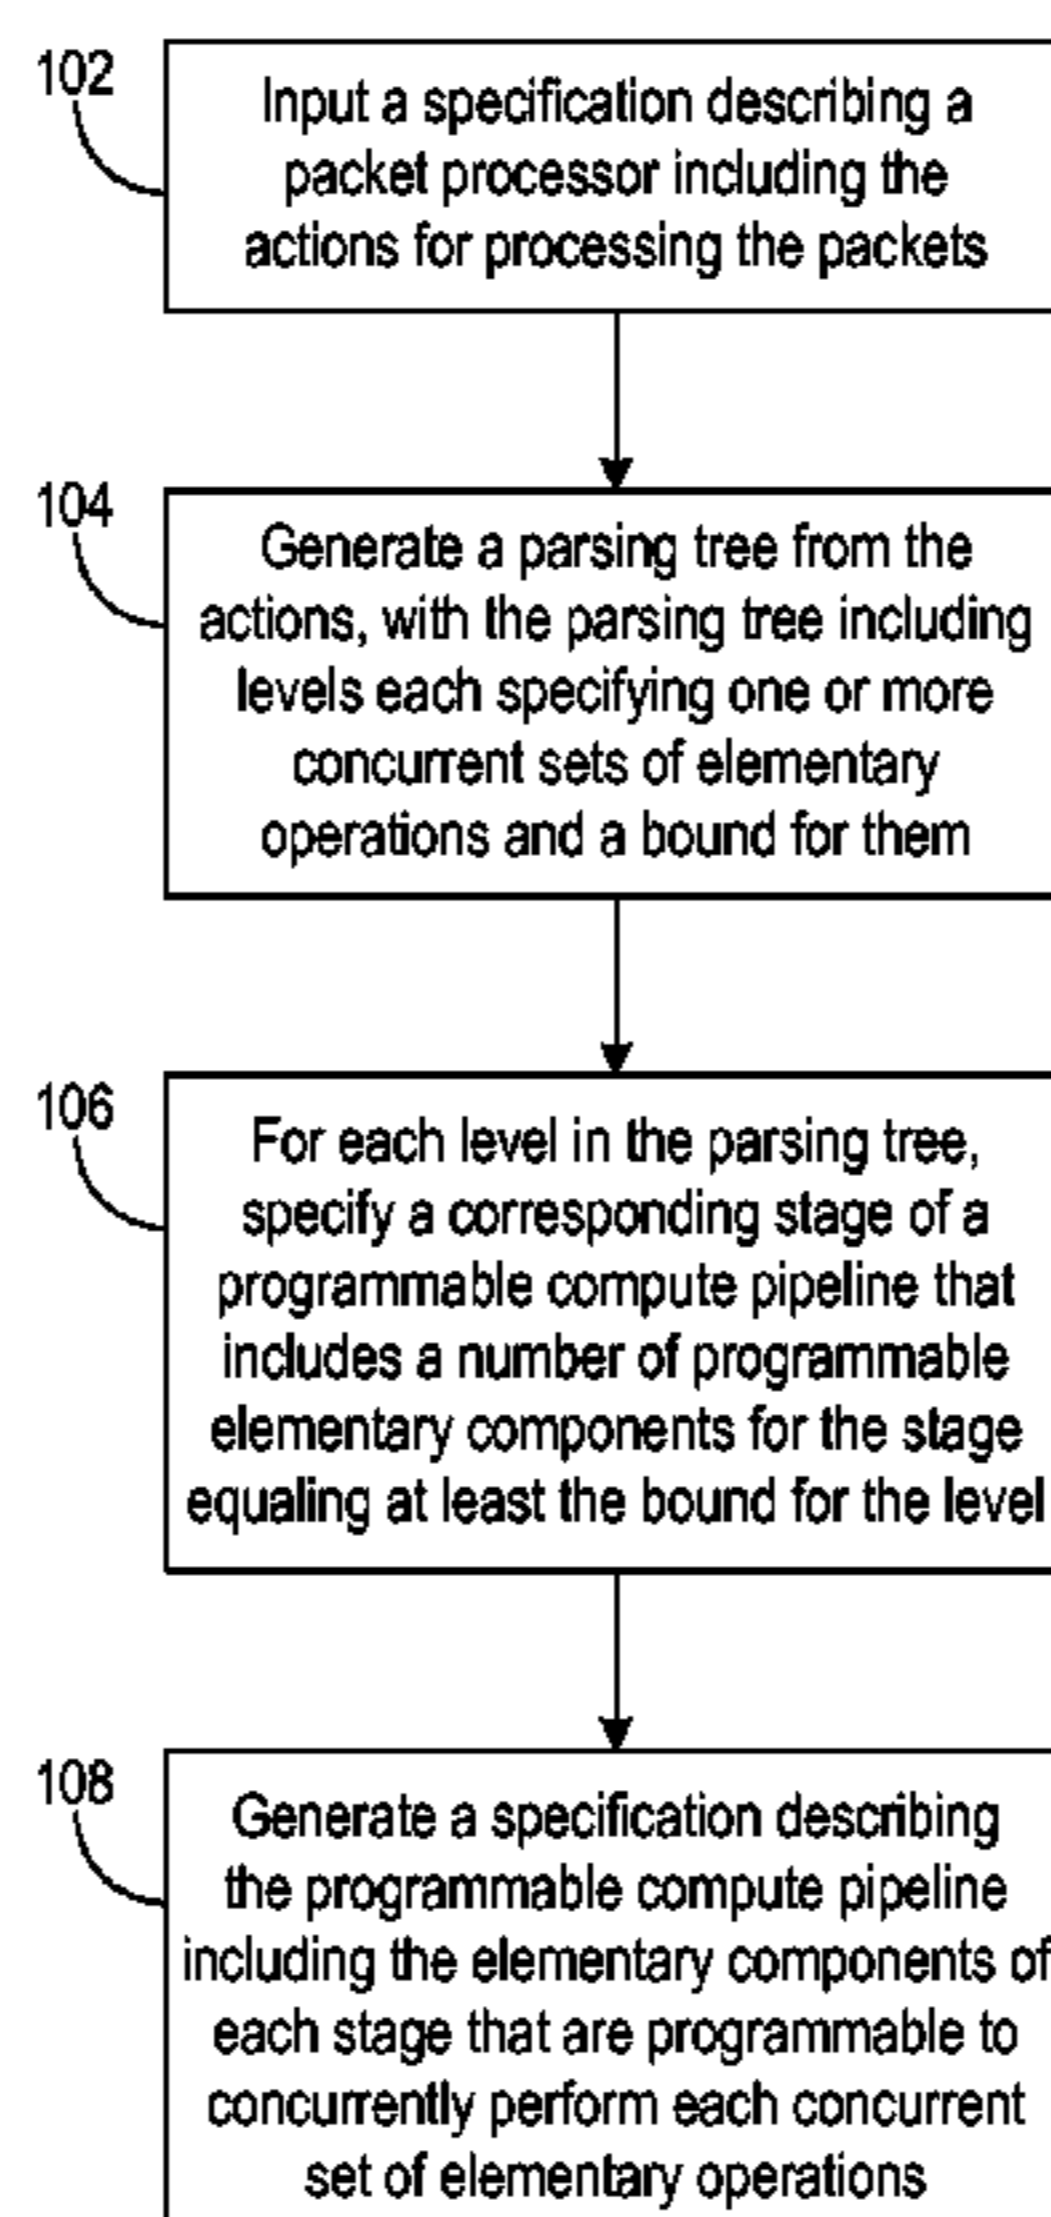 102
Input a specification describing a
packet processor including the
actions for processing the packets
104
Generate a parsing tree from the
actions, with the parsing tree including
levels each specifying one or more
concurrent sets of elementary
operations and a bound for them
106
For each level in the parsing tree,
specify a corresponding stage of a
programmable compute pipeline that
includes a number of programmable
elementary components for the stage
equaling at least the bound for the level
108
Generate a specification describing
the programmable compute pipeline
including the elementary components of
each stage that are programmable to
concurrently perform each concurrent
set of elementary operations